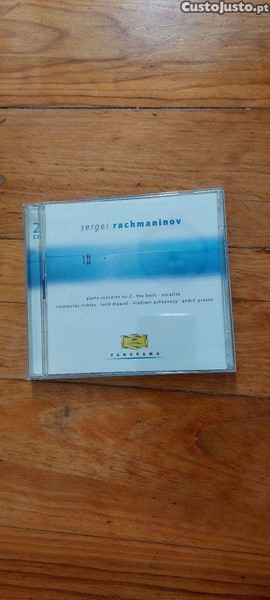 CustoJusto.pt
2
CD
sergei rachmaninov
piano concerto no.2 · the bells · vocalise
sviatoslav richter · lorin maazel · vladimir ashkenazy · andré previn
PANORAMA